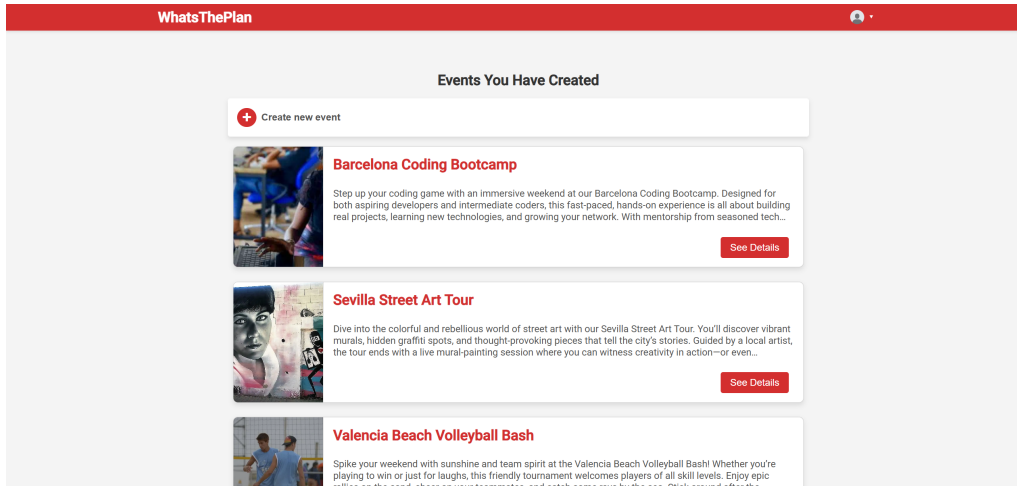 WhatsThePlan
Events You Have Created
Create new event
Barcelona Coding Bootcamp
Step up your coding game with an immersive weekend at our Barcelona Coding Bootcamp. Designed for
both aspiring developers and intermediate coders, this fast-paced, hands-on experience is all about building
real projects, learning new technologies, and growing your network. With mentorship from seasoned tech...
See Details
Sevilla Street Art Tour
Dive into the colorful and rebellious world of street art with our Sevilla Street Art Tour. You'll discover vibrant
murals, hidden graffiti spots, and thought-provoking pieces that tell the city's stories. Guided by a local artist,
the tour ends with a live mural-painting session where you can witness creativity in action—or even...
See Details
Valencia Beach Volleyball Bash
Spike your weekend with sunshine and team spirit at the Valencia Beach Volleyball Bash! Whether you're
playing to win or just for laughs, this friendly tournament welcomes players of all skill levels. Enjoy epic